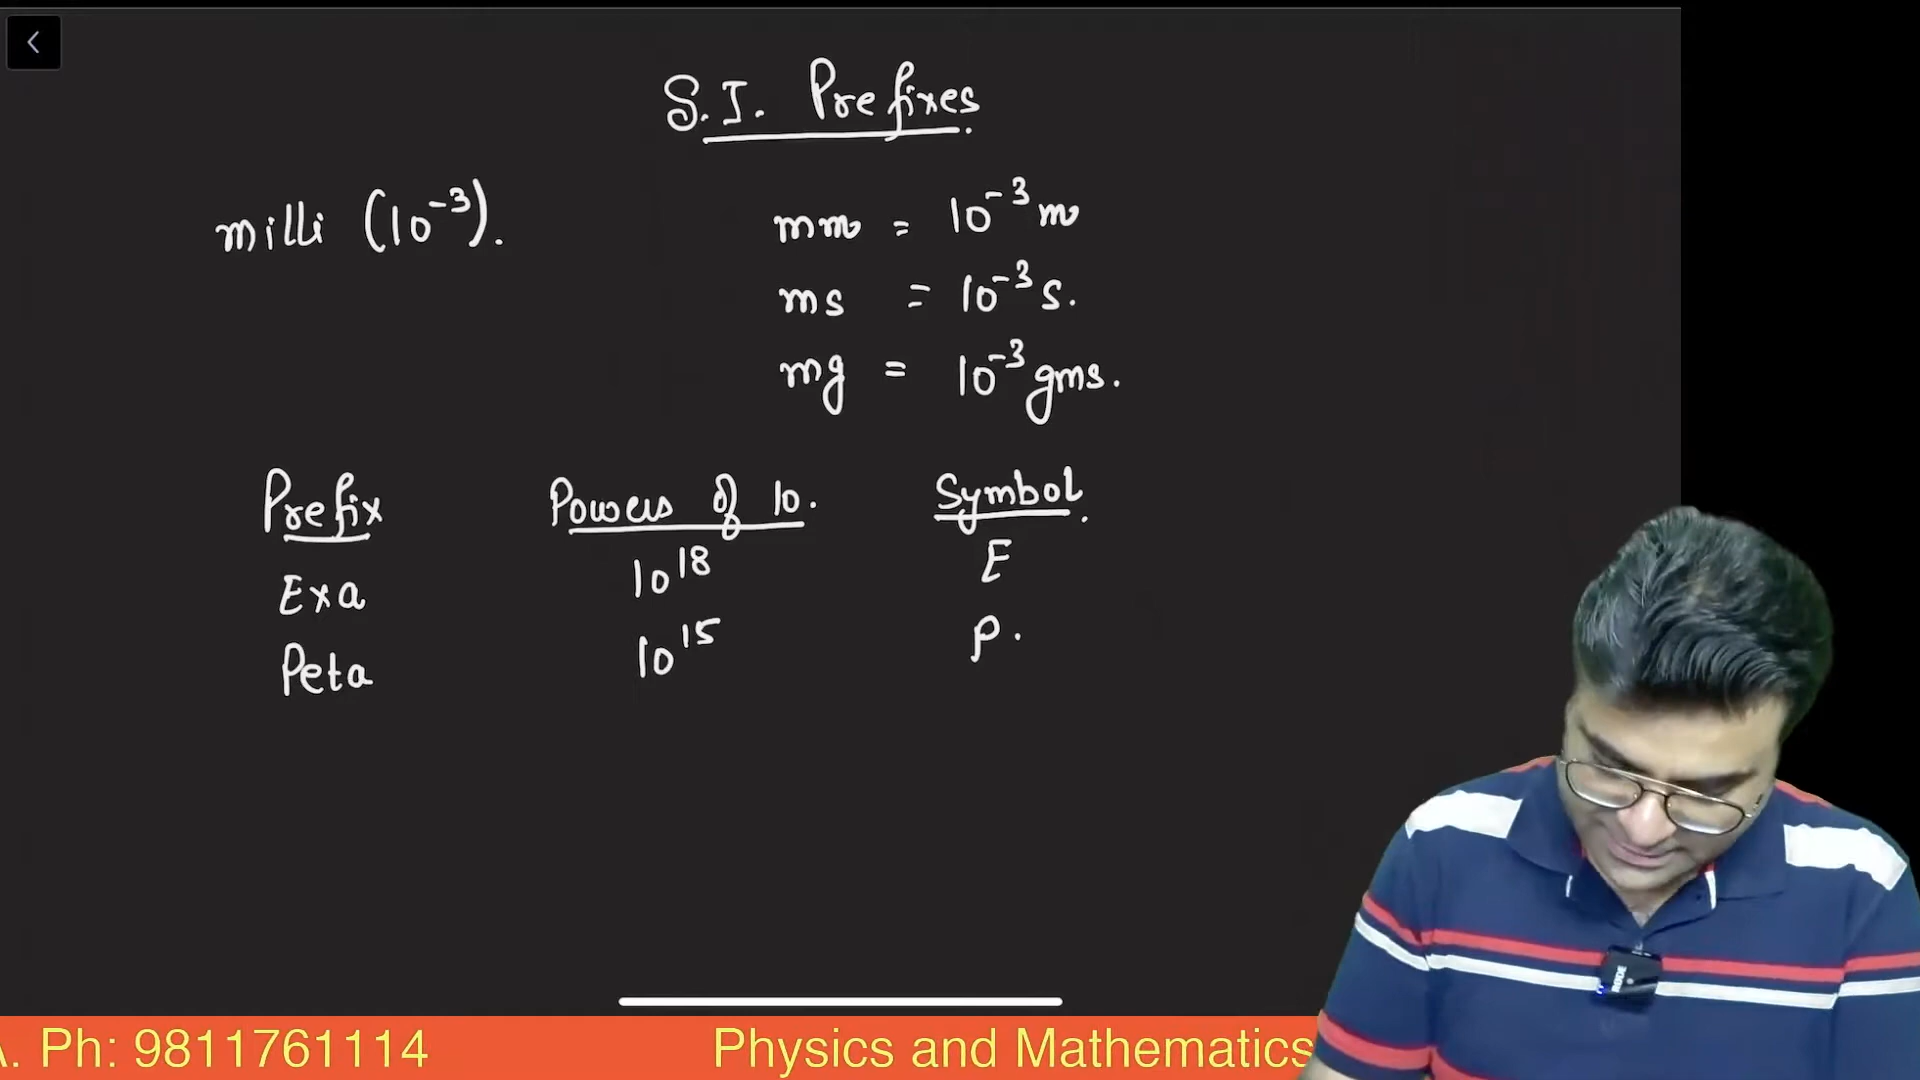 S.I. Prefixes.
milli (10⁻³).
mm = 10⁻³ m
ms = 10⁻³ s.
mg = 10⁻³ gms.
Prefix Powers of 10. Symbol.
Exa 10¹⁸ E
Peta 10¹⁵ P.
RODE
A. Ph: 9811761114 Physics and Mathematics